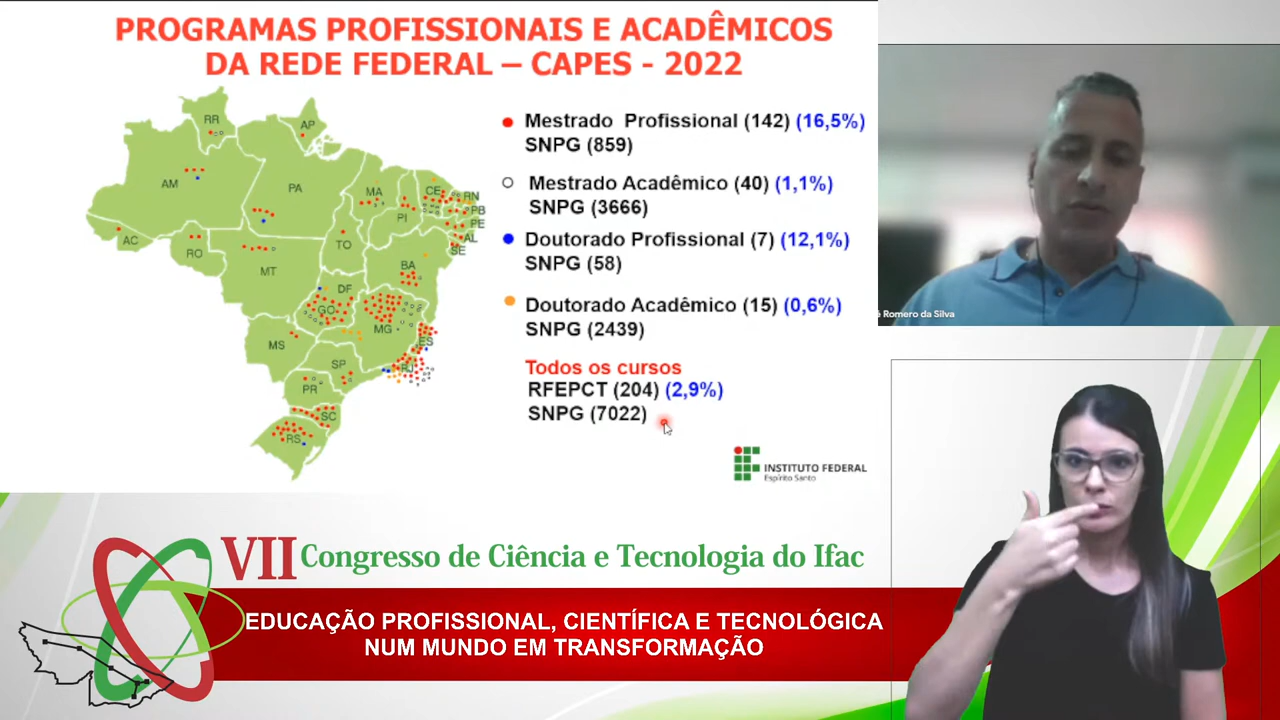 PROGRAMAS PROFISSIONAIS E ACADÊMICOS
DA REDE FEDERAL – CAPES - 2022
RR
AP
AM
PA
MA
CE
RN
PB
PE
AL
SE
PI
AC
RO
TO
MT
BA
DF
GO
MG
ES
MS
SP
RJ
PR
SC
RS
Mestrado Profissional (142) (16,5%)
SNPG (859)
Mestrado Acadêmico (40) (1,1%)
SNPG (3666)
Doutorado Profissional (7) (12,1%)
SNPG (58)
Doutorado Acadêmico (15) (0,6%)
SNPG (2439)
Todos os cursos
RFEPCT (204) (2,9%)
SNPG (7022)
INSTITUTO FEDERAL
Espírito Santo
Romero da Silva
VII Congresso de Ciência e Tecnologia do Ifac
EDUCAÇÃO PROFISSIONAL, CIENTÍFICA E TECNOLÓGICA
NUM MUNDO EM TRANSFORMAÇÃO